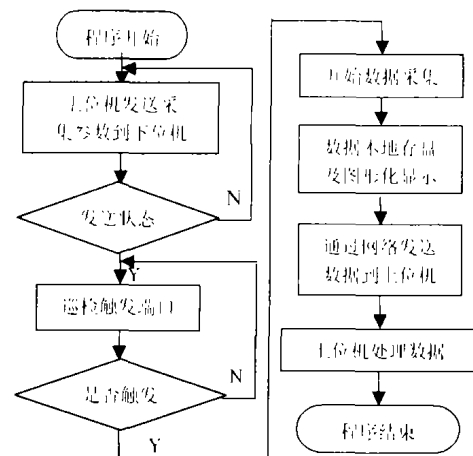 程序开始
上位机发送采
集参数到下位机
发送状态
N
Y
巡检触发端口
是否触发
N
Y
开始数据采集
数据本地存显
及图形化显示
通过网络发送
数据到上位机
上位机处理数据
程序结束